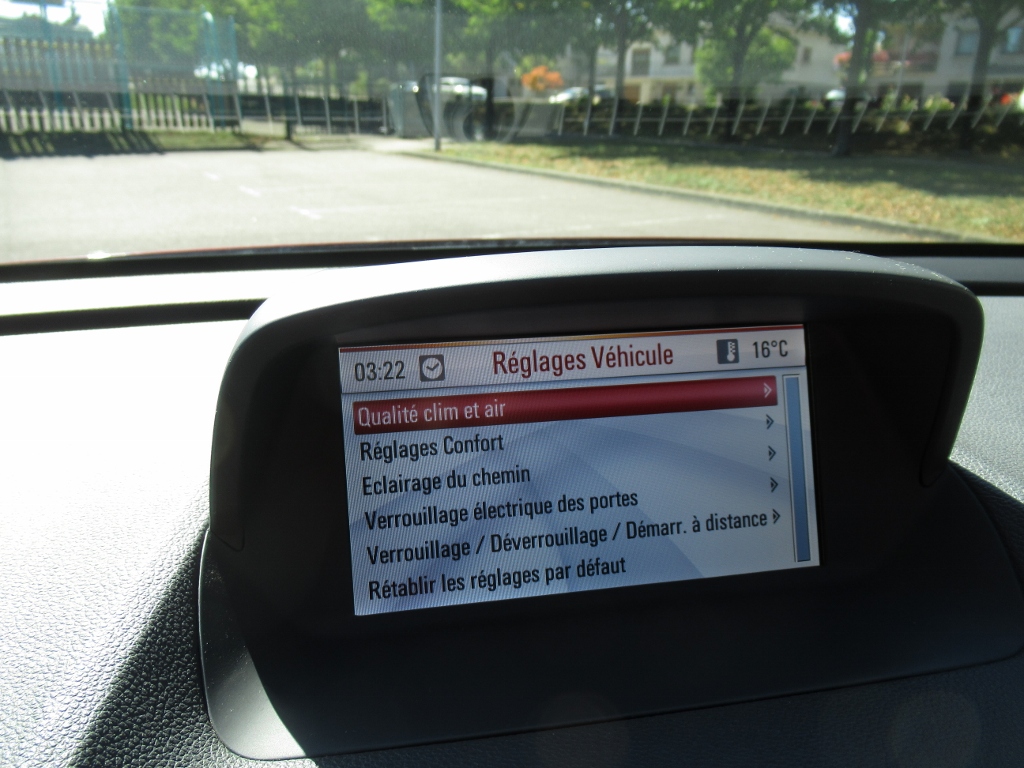 03:22 Réglages Véhicule 16°C
Qualité clim et air
Réglages Confort
Eclairage du chemin
Verrouillage électrique des portes
Verrouillage / Déverrouillage / Démarr. à distance
Rétablir les réglages par défaut